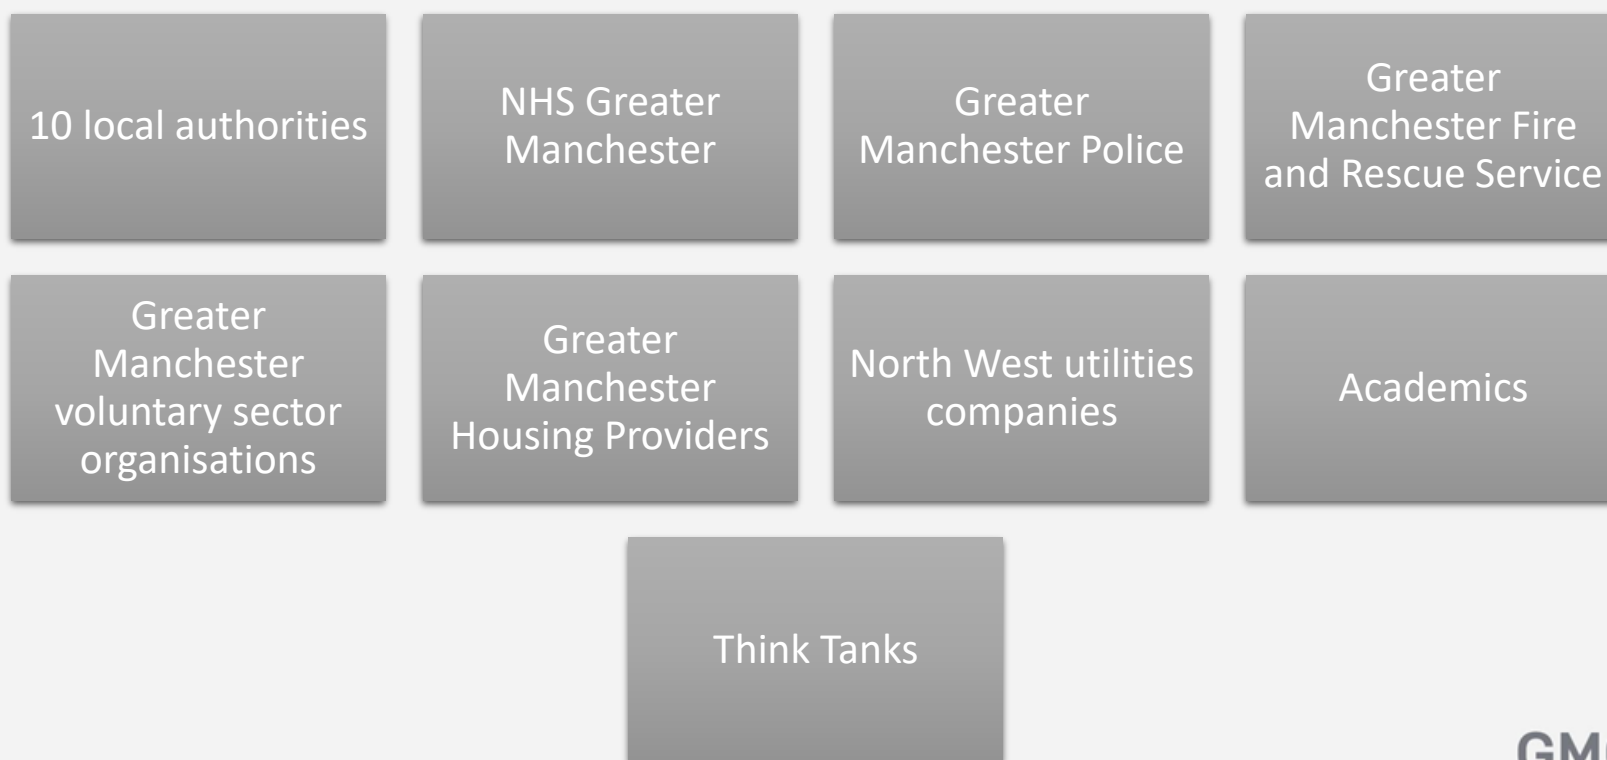 10 local authorities
NHS Greater
Manchester
Greater
Manchester Police
Greater
Manchester Fire
and Rescue Service
Greater
Manchester
voluntary sector
organisations
Greater
Manchester
Housing Providers
North West utilities
companies
Academics
Think Tanks